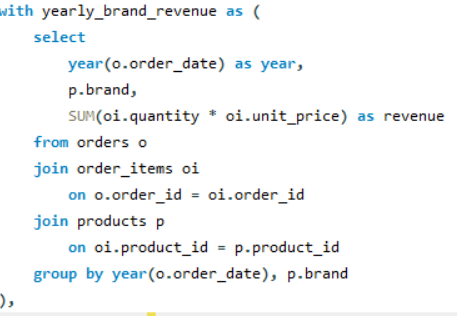 with yearly_brand_revenue as (
    select
        year(o.order_date) as year,
        p.brand,
        SUM(oi.quantity * oi.unit_price) as revenue
    from orders o
    join order_items oi
        on o.order_id = oi.order_id
    join products p
        on oi.product_id = p.product_id
    group by year(o.order_date), p.brand
),